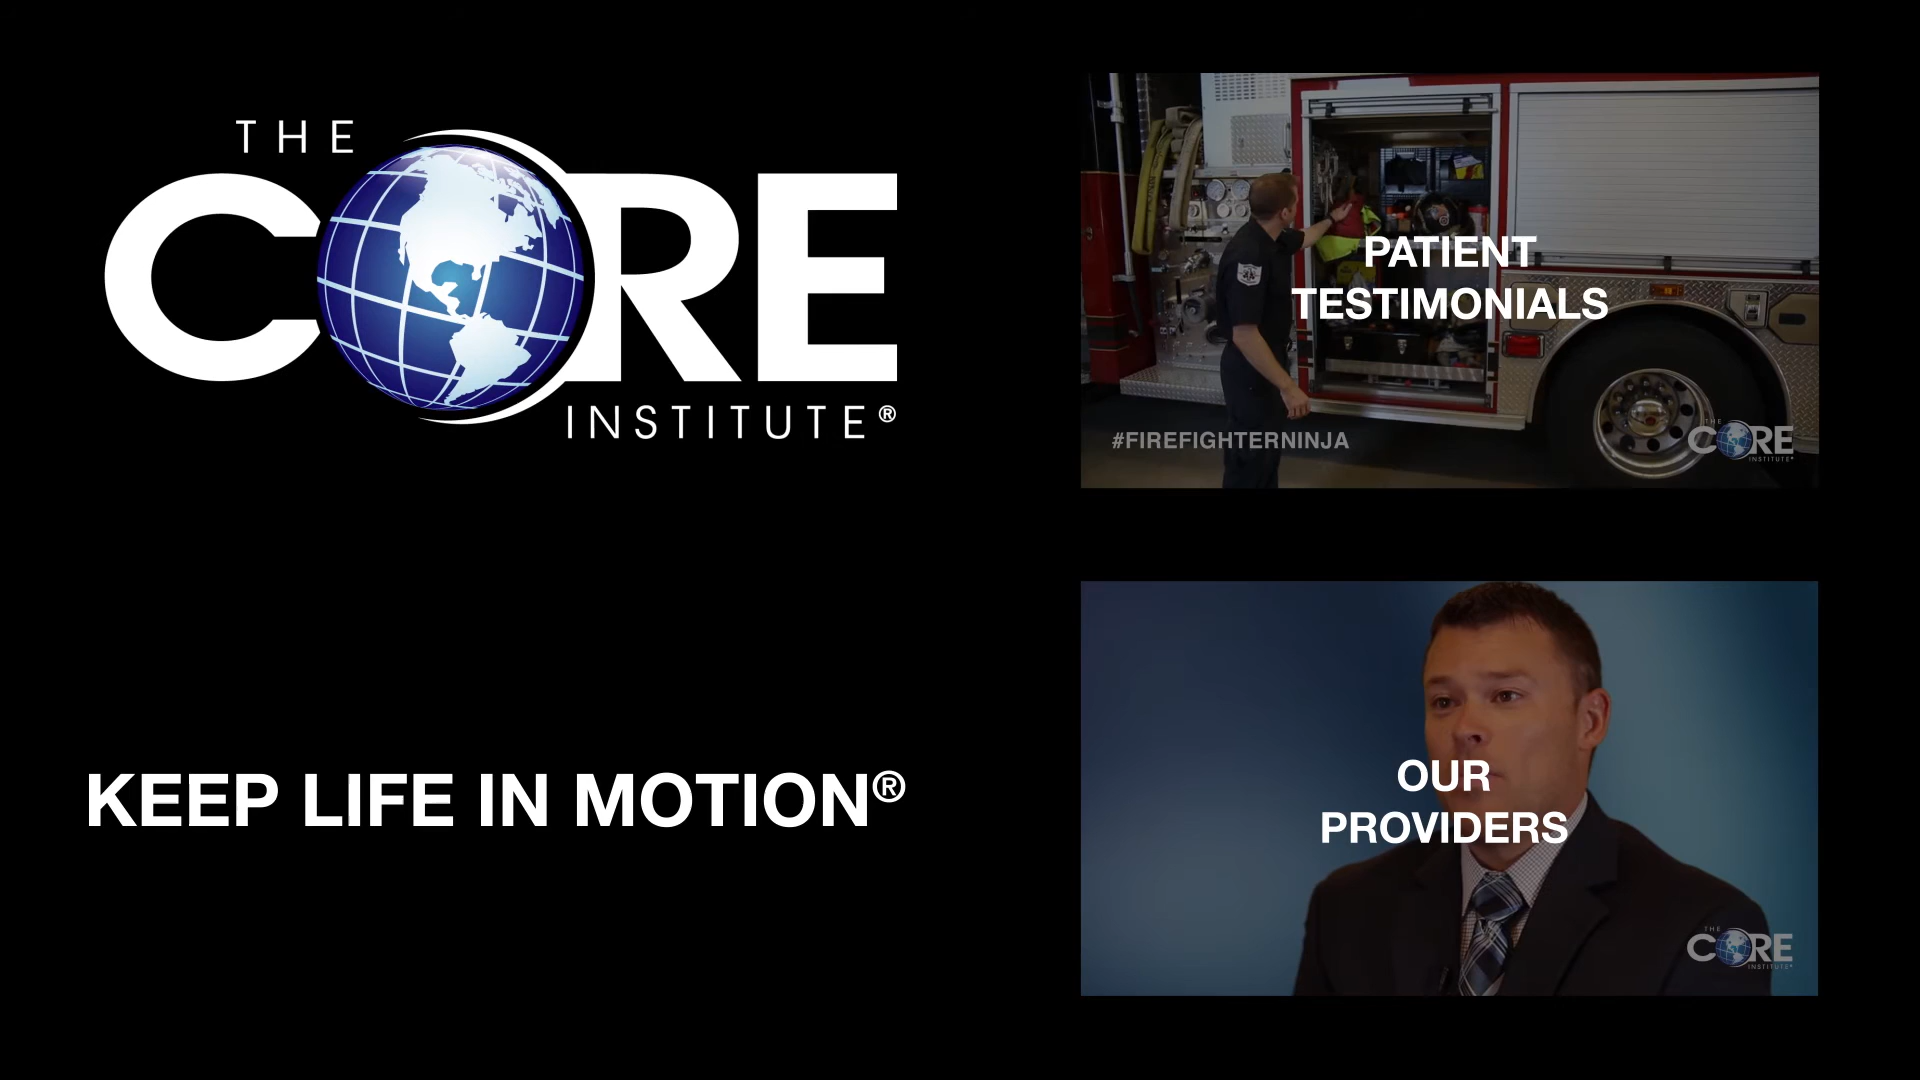 THE
CORE
INSTITUTE®
KEEP LIFE IN MOTION®
PATIENT
TESTIMONIALS
#FIREFIGHTERNINJA
THE
CORE
INSTITUTE®
OUR
PROVIDERS
THE
CORE
INSTITUTE®